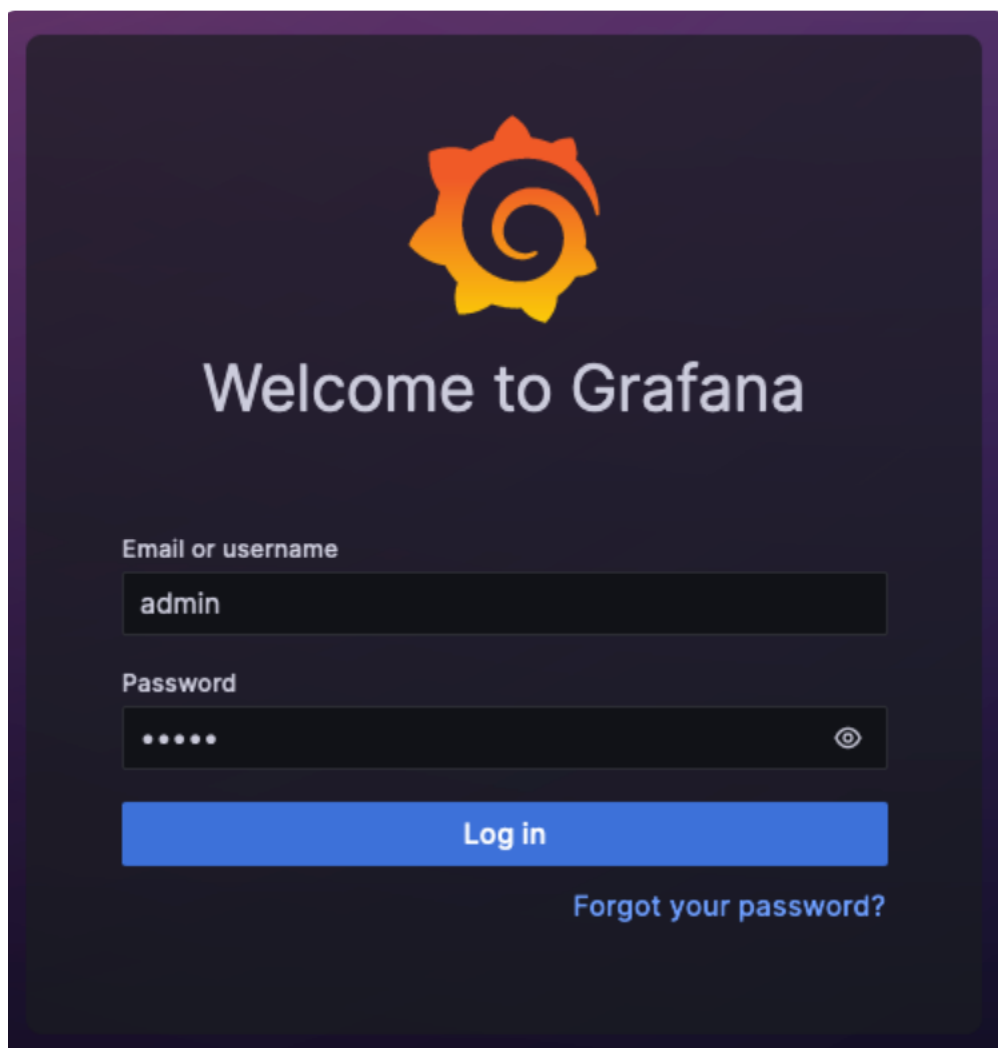 Welcome to Grafana
Email or username
admin
Password
•••••
Log in
Forgot your password?